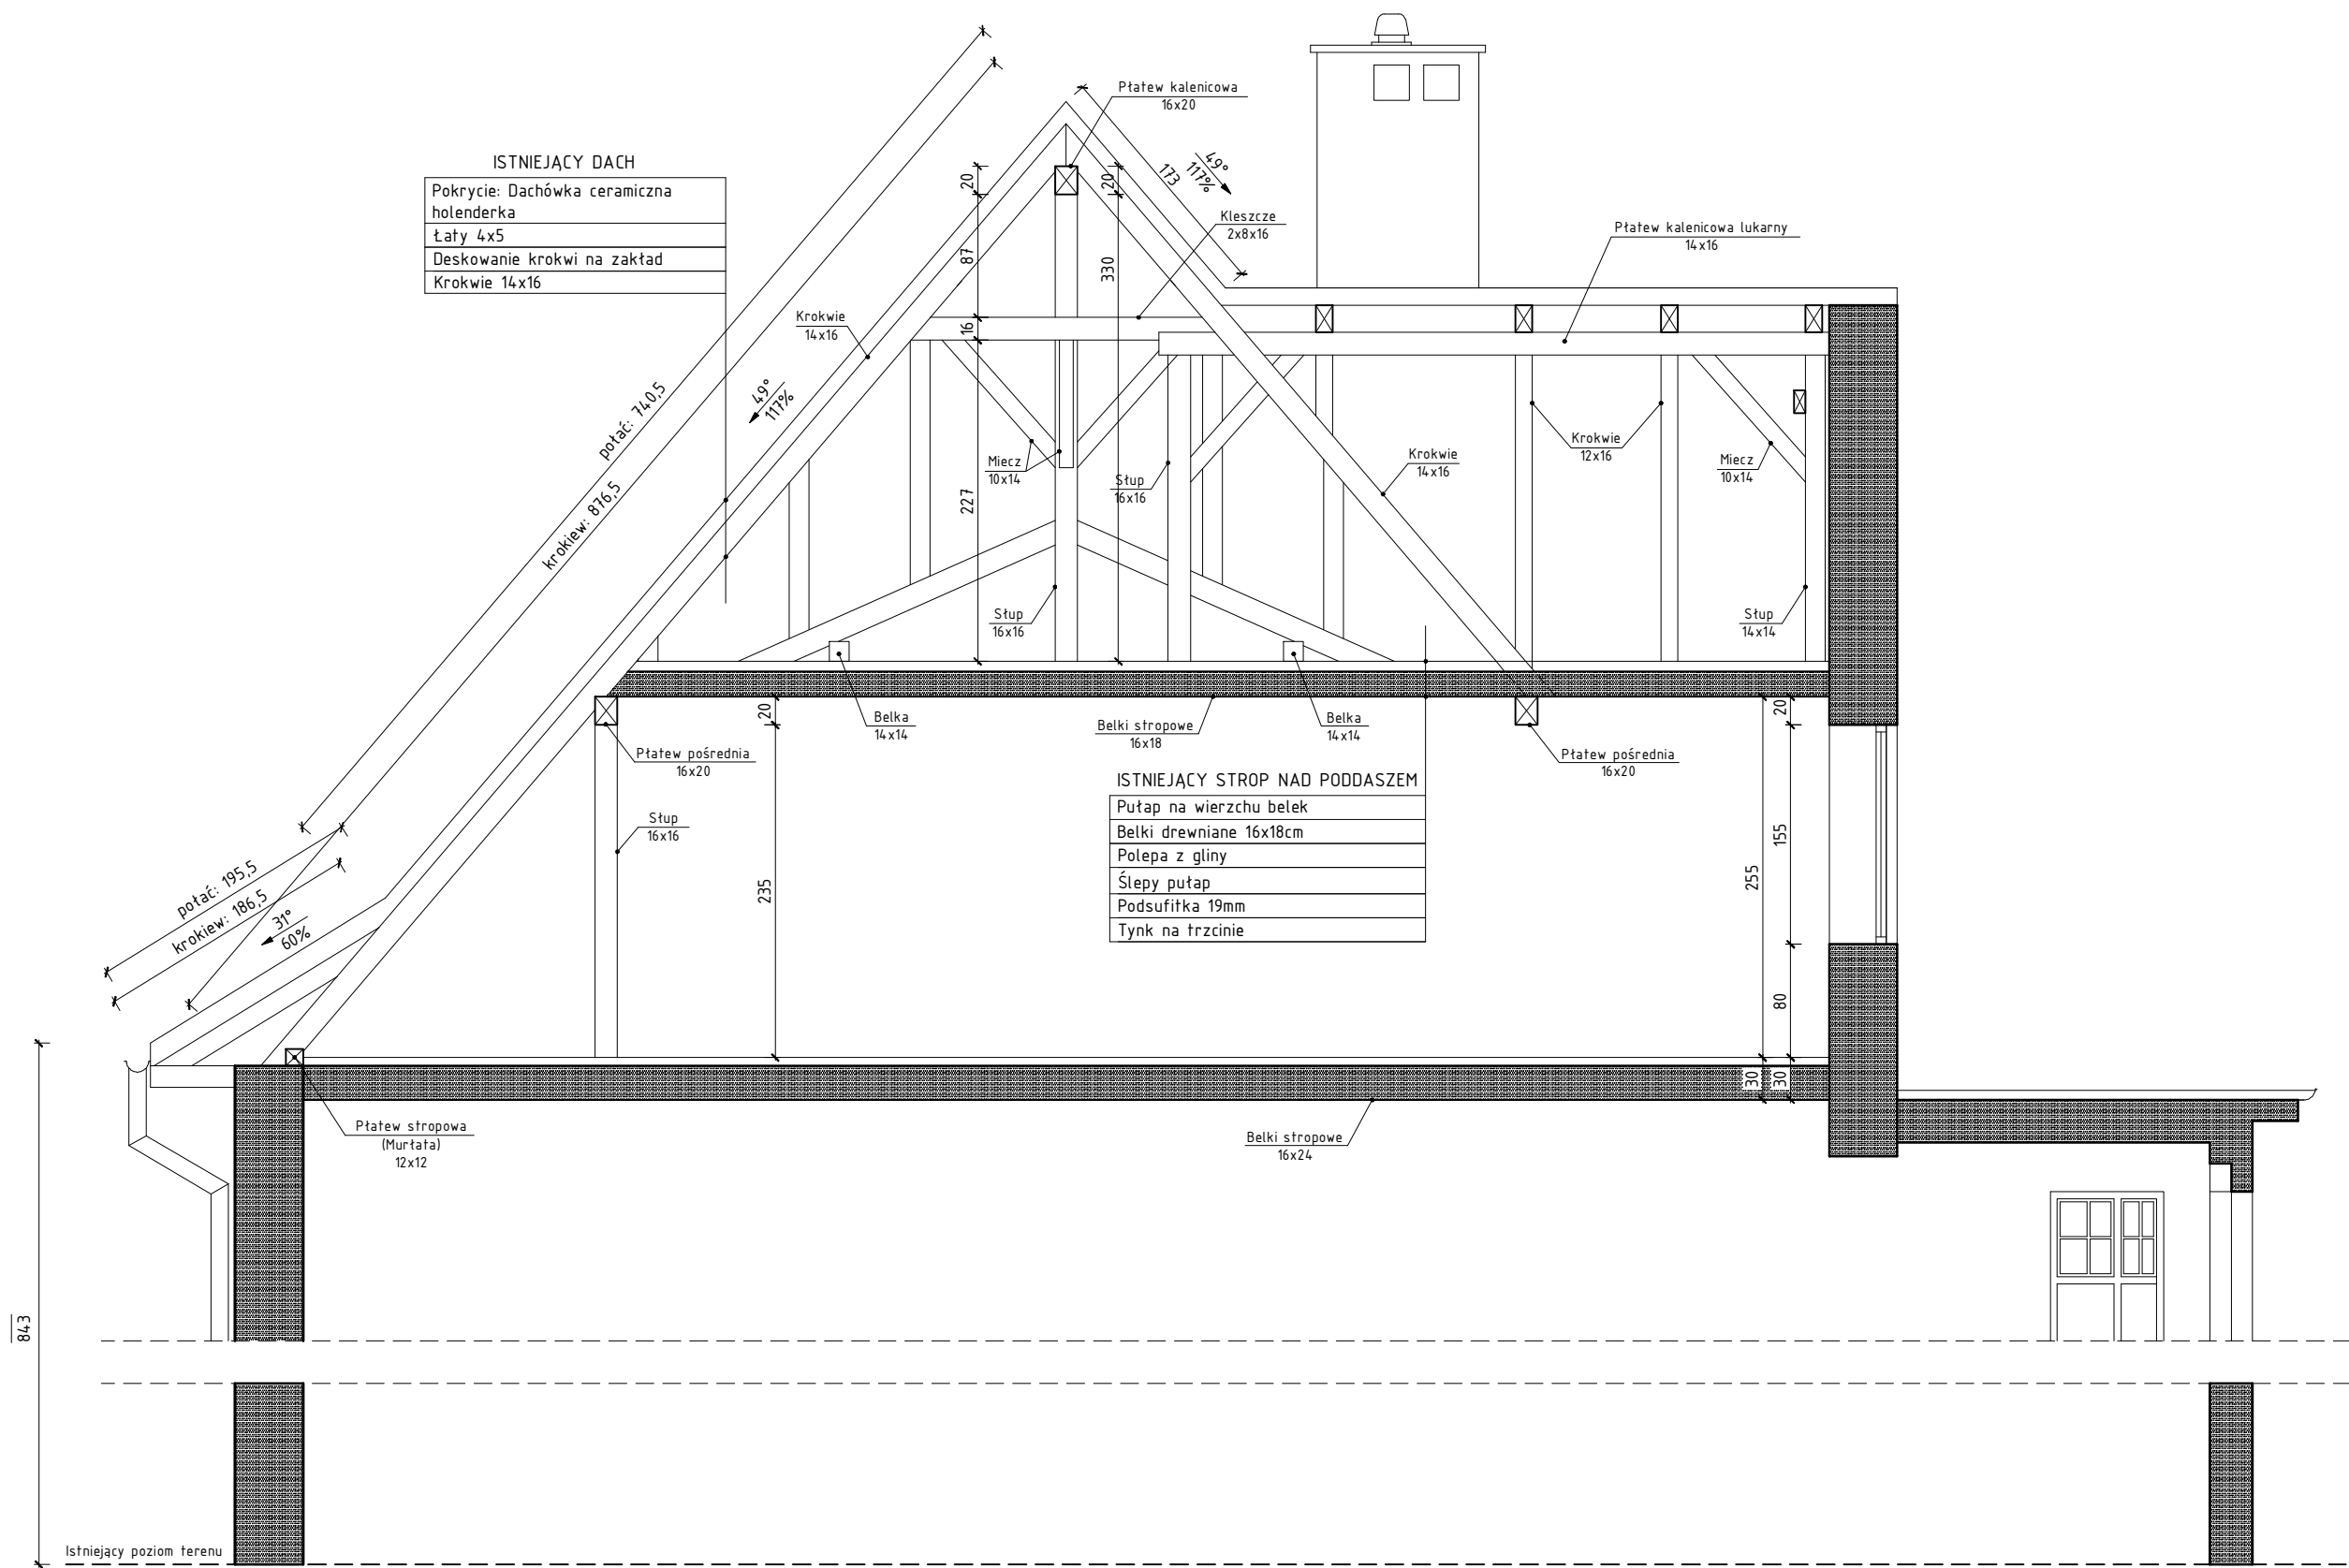 Płatew kalenicowa
16x20
ISTNIEJĄCY DACH
Pokrycie: Dachówka ceramiczna
holenderka
Łaty 4x5
Deskowanie krokwi na zakład
Krokwie 14x16
20
87
16
227
20
330
173
49°
117%
Kleszcze
2x8x16
Płatew kalenicowa lukarny
14x16
Krokwie
14x16
49°
117%
połać: 740,5
krokiew: 876,5
Miecz
10x14
Słup
16x16
Krokwie
14x16
Krokwie
12x16
Miecz
10x14
Słup
16x16
Słup
14x14
Belka
14x14
Belki stropowe
16x18
Belka
14x14
Płatew pośrednia
16x20
Płatew pośrednia
16x20
20
235
Słup
16x16
ISTNIEJĄCY STROP NAD PODDASZEM
Pułap na wierzchu belek
Belki drewniane 16x18cm
Polepa z gliny
Ślepy pułap
Podsufitka 19mm
Tynk na trzcinie
20
155
255
80
30
30
połać: 195,5
krokiew: 186,5
31°
60%
Płatew stropowa
(Murłata)
12x12
Belki stropowe
16x24
843
Istniejący poziom terenu